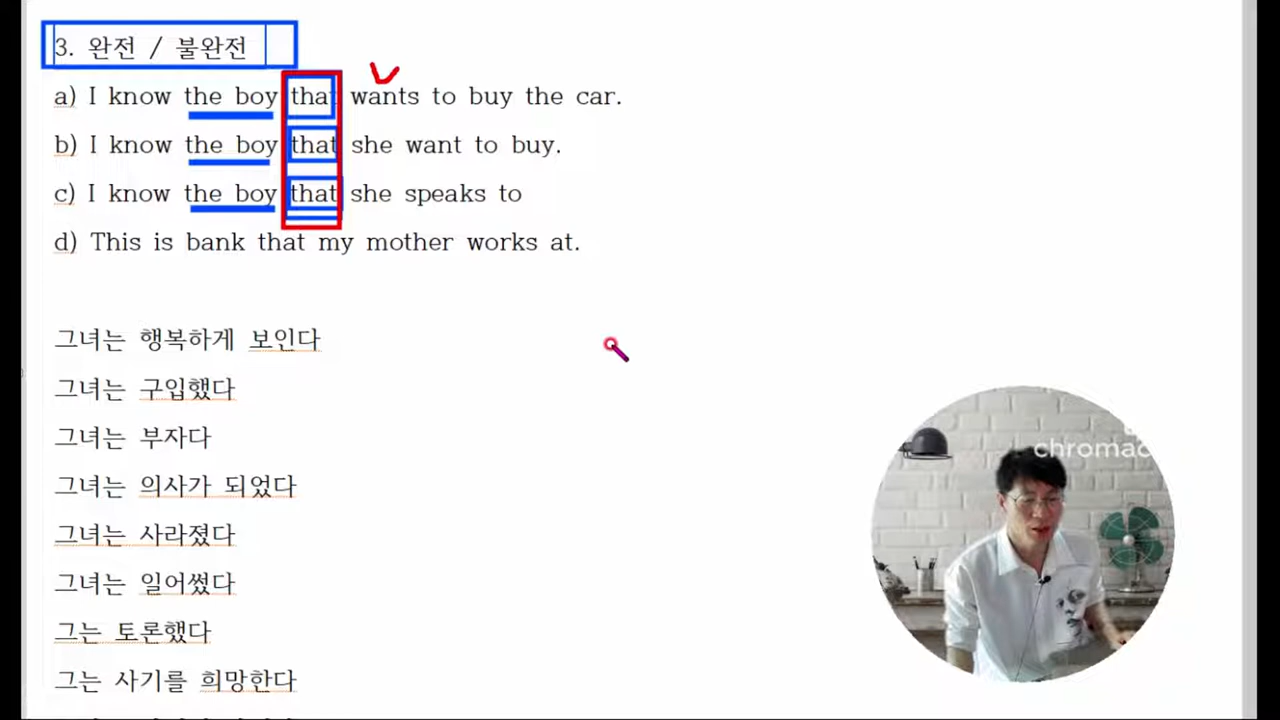 3. 완전 / 불완전
a) I know the boy that wants to buy the car.
b) I know the boy that she want to buy.
c) I know the boy that she speaks to
d) This is bank that my mother works at.
그녀는 행복하게 보인다
그녀는 구입했다
그녀는 부자다
그녀는 의사가 되었다
그녀는 사라졌다
그녀는 일어썼다
그는 토론했다
그는 사기를 희망한다
chromac